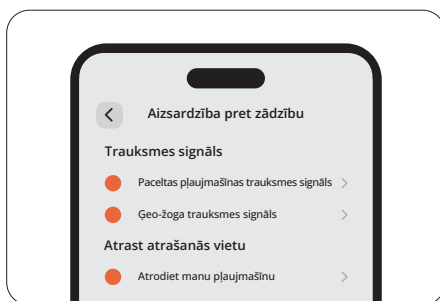 Aizsardzība pret zādzību
Trauksmes signāls
Paceltas pļaujmašīnas trauksmes signāls
Ģeo-žoga trauksmes signāls
Atrast atrašanās vietu
Atrodiet manu pļaujmašīnu